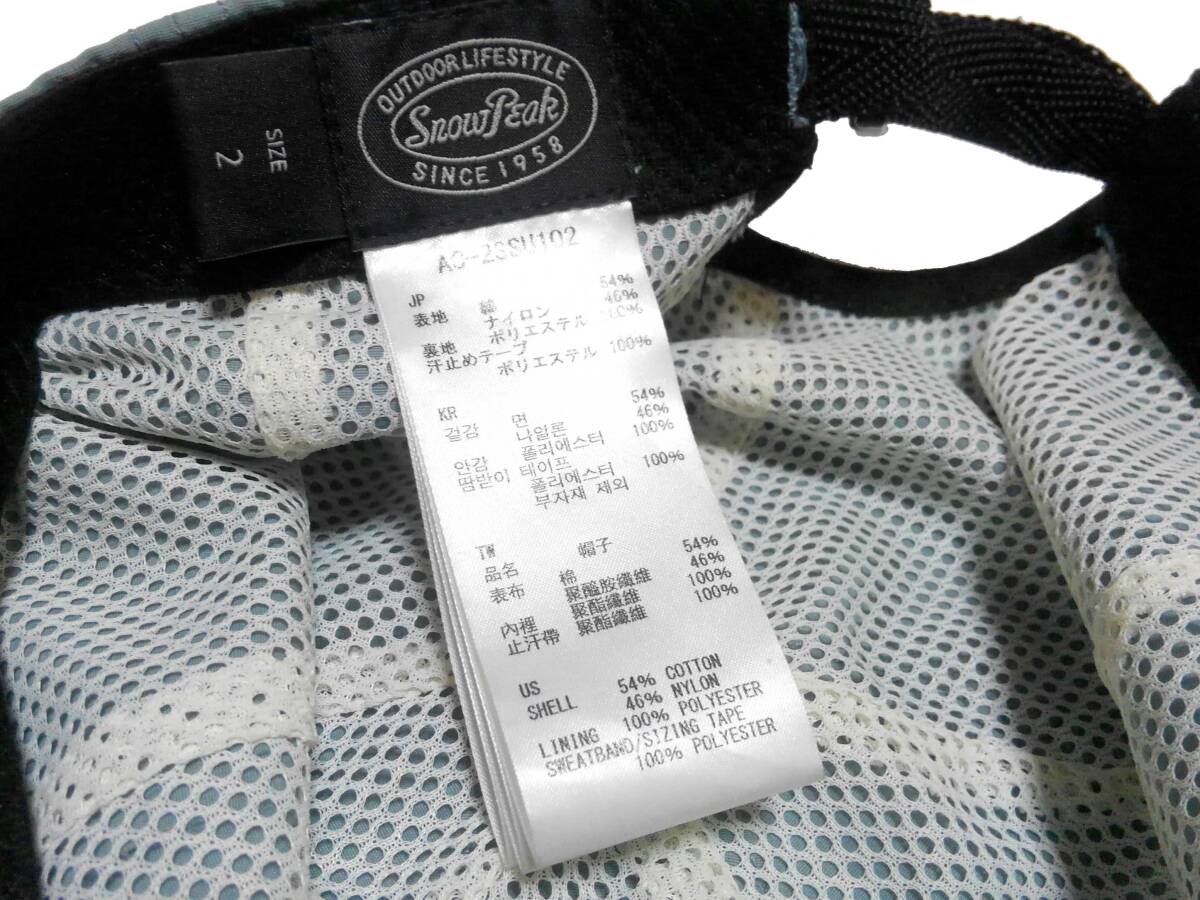 SIZE
2
OUTDOOR LIFESTYLE
Snow Peak
SINCE 1958
AC-2SSU102
JP
表地 綿 54%
ナイロン 46%
裏地 ポリエステル 100%
汗止めテープ
ポリエステル 100%
KR
겉감 면 54%
나일론 46%
안감 폴리에스터 100%
땀받이 테이프
폴리에스터 100%
부자재 제외
TW
品名 帽子
表布 棉 54%
聚醯胺纖維 46%
內裡 聚酯纖維 100%
止汗帶 聚酯纖維 100%
US
SHELL 54% COTTON
46% NYLON
LINING 100% POLYESTER
SWEATBAND/SIZING TAPE
100% POLYESTER